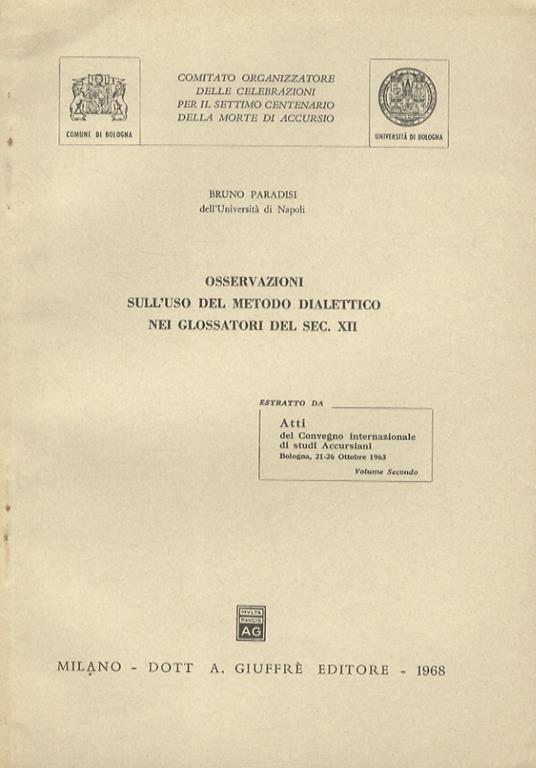 COMITATO ORGANIZZATORE
DELLE CELEBRAZIONI
PER IL SETTIMO CENTENARIO
DELLA MORTE DI ACCURSIO
COMUNE DI BOLOGNA
UNIVERSITÀ DI BOLOGNA
BRUNO PARADISI
dell'Università di Napoli
OSSERVAZIONI
SULL'USO DEL METODO DIALETTICO
NEI GLOSSATORI DEL SEC. XII
ESTRATTO DA
Atti
del Convegno internazionale
di studi Accursiani
Bologna, 21-26 Ottobre 1963
Volume Secondo
MVLTA
PAVCIS
AG
MILANO - DOTT A. GIUFFRÈ EDITORE - 1968